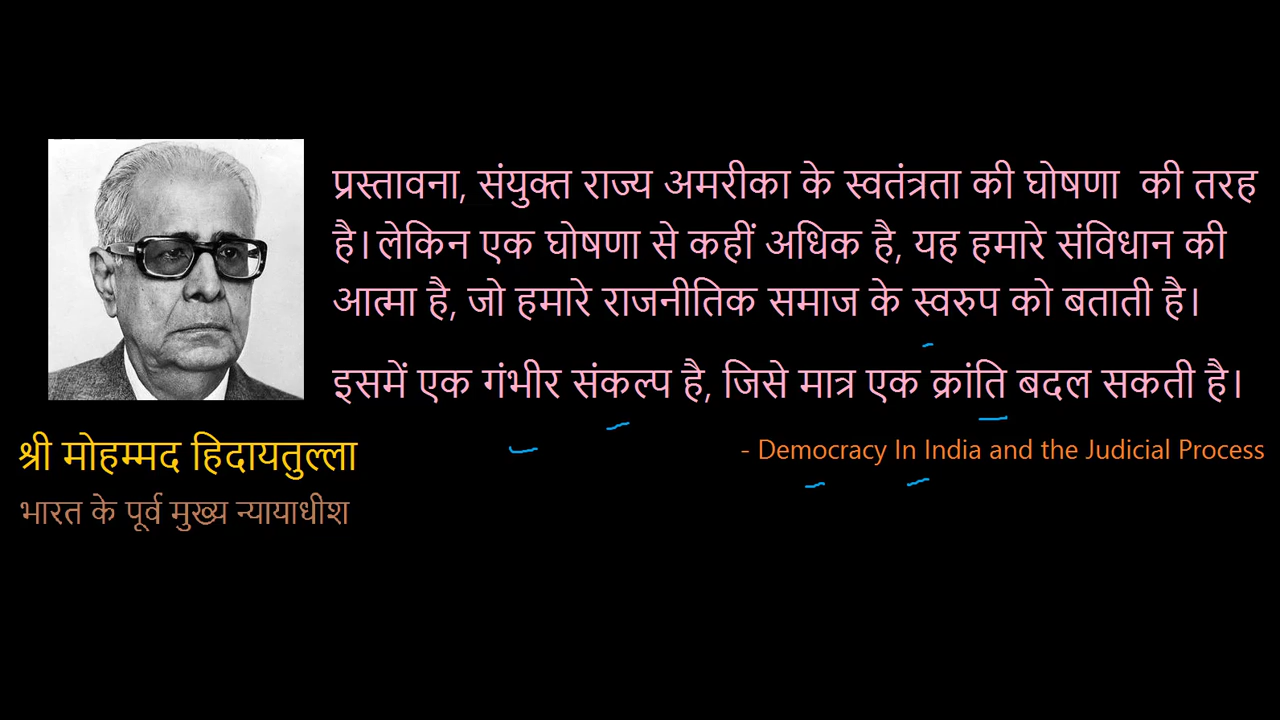 प्रस्तावना, संयुक्त राज्य अमरीका के स्वतंत्रता की घोषणा की तरह
है। लेकिन एक घोषणा से कहीं अधिक है, यह हमारे संविधान की
आत्मा है, जो हमारे राजनीतिक समाज के स्वरुप को बताती है।
इसमें एक गंभीर संकल्प है, जिसे मात्र एक क्रांति बदल सकती है।
- Democracy In India and the Judicial Process
श्री मोहम्मद हिदायतुल्ला
भारत के पूर्व मुख्य न्यायाधीश